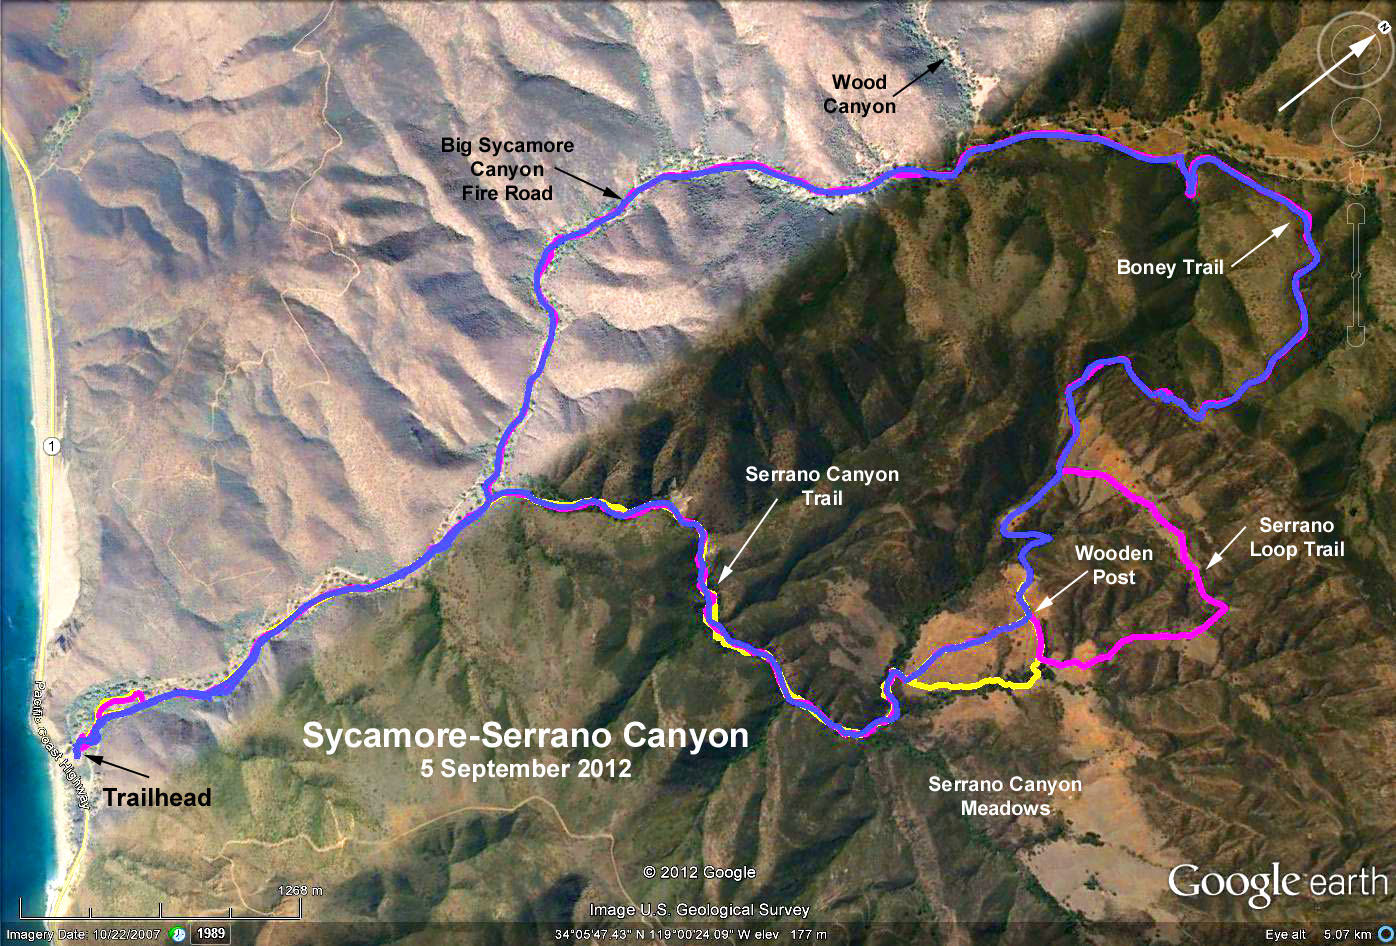 N
Wood
Canyon
Big Sycamore
Canyon
Fire Road
Boney Trail
1
Serrano Canyon
Trail
Serrano
Loop Trail
Wooden
Post
Pacific Coast Highway
Sycamore-Serrano Canyon
5 September 2012
Trailhead
Serrano Canyon
Meadows
© 2012 Google
Google earth
1268 m
Image U.S. Geological Survey
Imagery Date: 10/22/2007 1989 34°05'47.43" N 119°00'24.09" W elev 177 m Eye alt 5.07 km